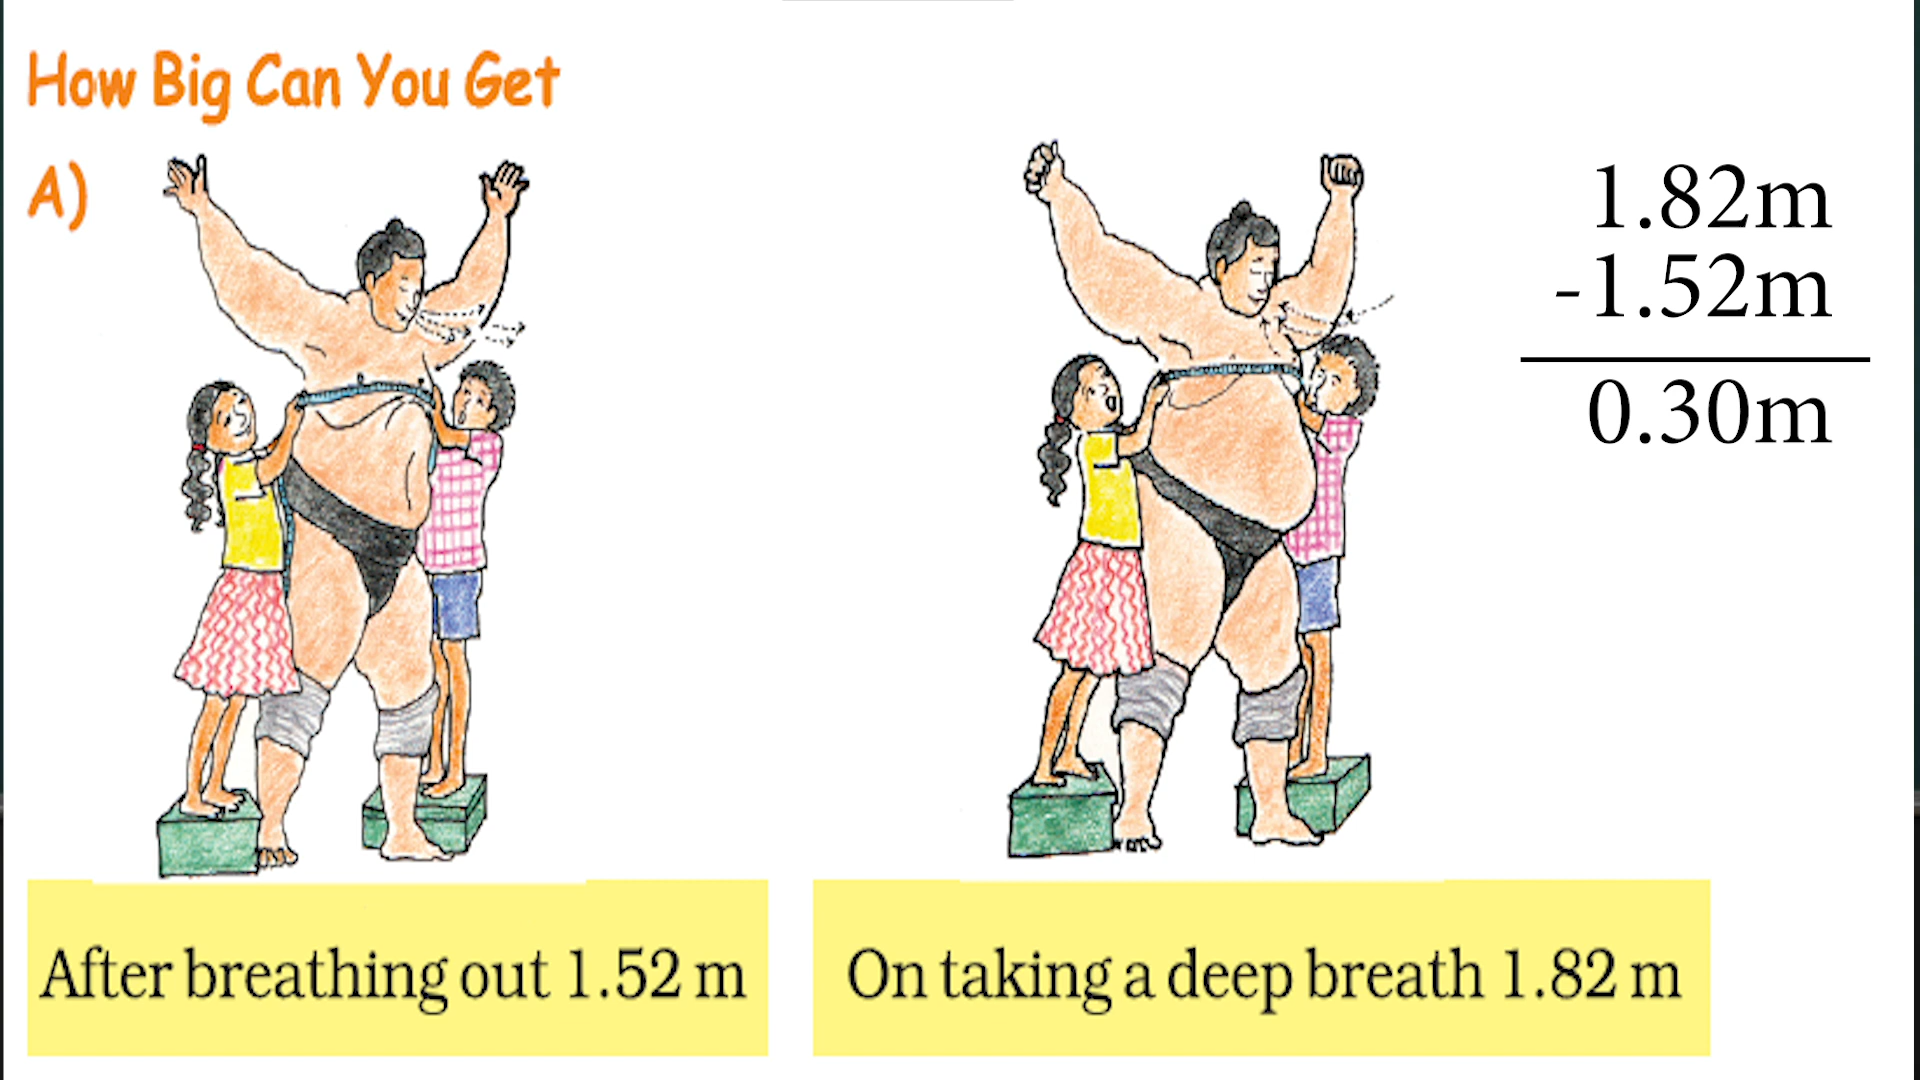 How Big Can You Get
A)
1.82m
-1.52m
0.30m
After breathing out 1.52 m
On taking a deep breath 1.82 m